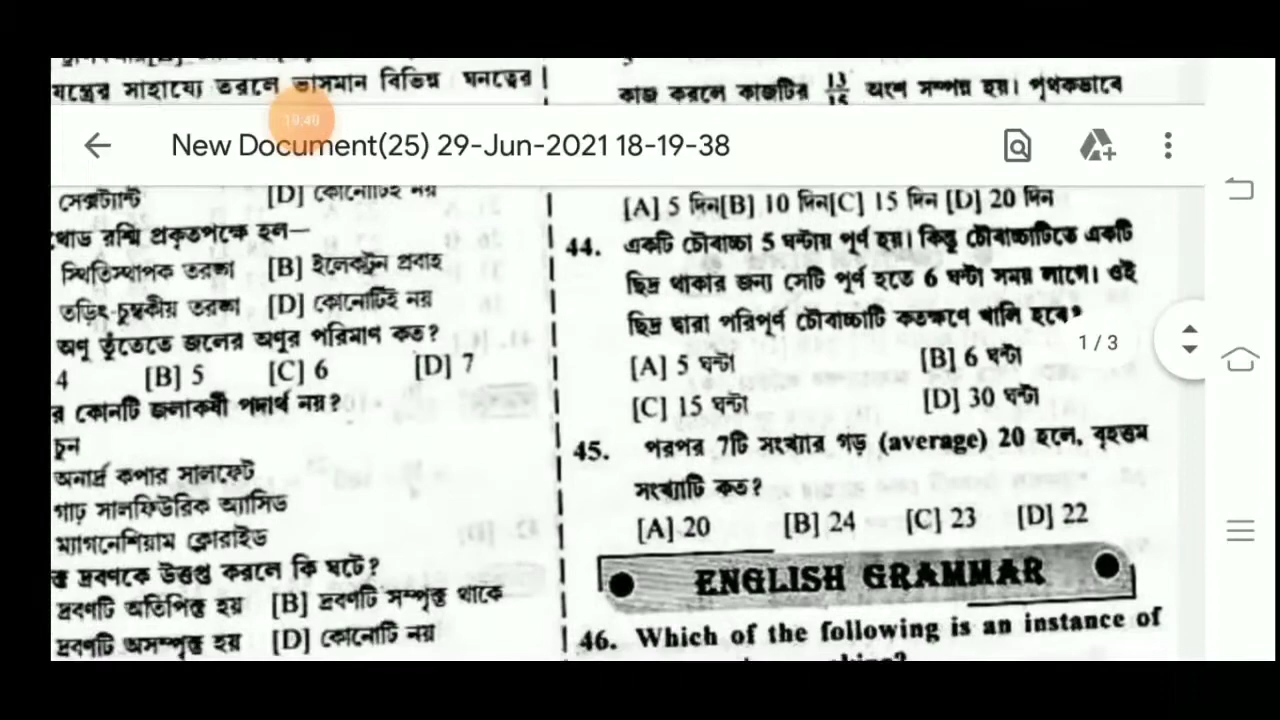 যন্ত্রের সাহায্যে তরলে ভাসমান বিভিন্ন ঘনত্বের
কাজ করলে কাজটির 13/15 অংশ সম্পন্ন হয়। পৃথকভাবে
19:40
New Document(25) 29-Jun-2021 18-19-38
সেক্সট্যান্ট [D] কোনোটিই নয়
থোড রশ্মি প্রকৃতপক্ষে হল—
স্থিতিস্থাপক তরঙ্গ [B] ইলেকট্রন প্রবাহ
তড়িৎ-চুম্বকীয় তরঙ্গ [D] কোনোটিই নয়
অণু তুঁতেতে জলের অণুর পরিমাণ কত?
4 [B] 5 [C] 6 [D] 7
র কোনটি জলাকর্ষী পদার্থ নয়?
চুন
অনার্দ্র কপার সালফেট
গাঢ় সালফিউরিক অ্যাসিড
ম্যাগনেশিয়াম ক্লোরাইড
ক্ত দ্রবণকে উত্তপ্ত করলে কি ঘটে?
দ্রবণটি অতিপিক্ত হয় [B] দ্রবণটি সম্পৃক্ত থাকে
দ্রবণটি অসম্পৃক্ত হয় [D] কোনোটি নয়
[A] 5 দিন[B] 10 দিন[C] 15 দিন [D] 20 দিন
44. একটি চৌবাচ্চা 5 ঘন্টায় পূর্ণ হয়। কিন্তু চৌবাচ্চাটিতে একটি
ছিদ্র থাকার জন্য সেটি পূর্ণ হতে 6 ঘন্টা সময় লাগে। ওই
ছিদ্র দ্বারা পরিপূর্ণ চৌবাচ্চাটি কতক্ষণে খালি হবে?
1 / 3
[A] 5 ঘন্টা [B] 6 ঘন্টা
[C] 15 ঘন্টা [D] 30 ঘন্টা
45. পরপর 7টি সংখ্যার গড় (average) 20 হলে, বৃহত্তম
সংখ্যাটি কত?
[A] 20 [B] 24 [C] 23 [D] 22
ENGLISH GRAMMAR
46. Which of the following is an instance of